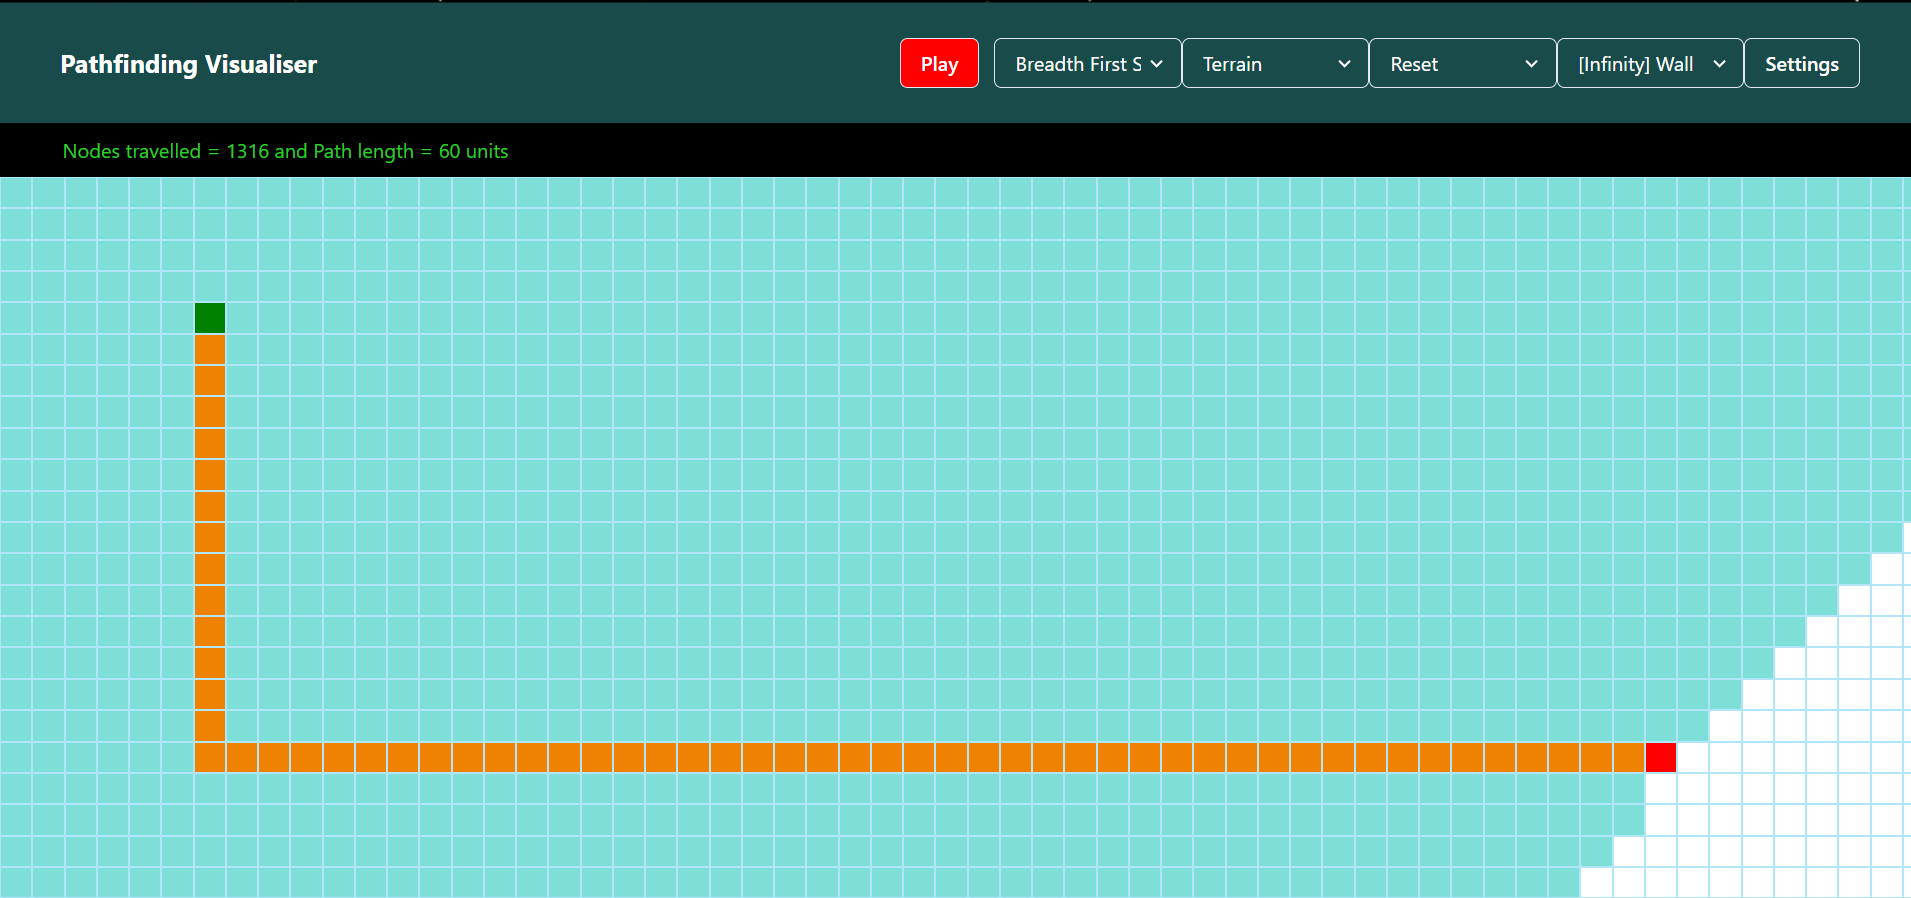 Pathfinding Visualiser
Play
Breadth First S
Terrain
Reset
[Infinity] Wall
Settings
Nodes travelled = 1316 and Path length = 60 units